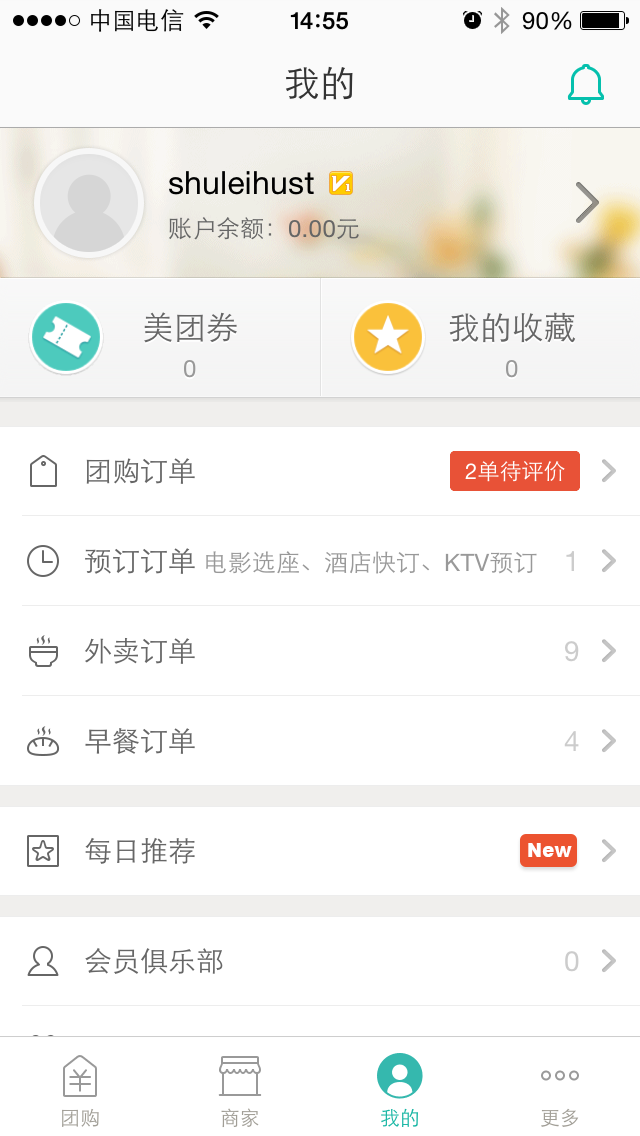 中国电信 14:55 90%
我的
shuleihust V1
账户余额：0.00元
美团券 我的收藏
0 0
团购订单 2单待评价
预订订单 电影选座、酒店快订、KTV预订 1
外卖订单 9
早餐订单 4
每日推荐 New
会员俱乐部 0
团购 商家 我的 更多